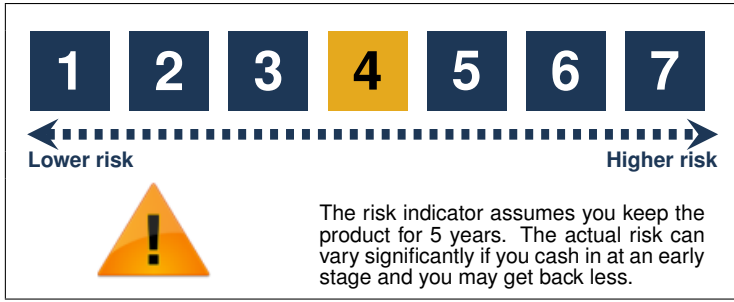 1 2 3 4 5 6 7
Lower risk Higher risk
!
The risk indicator assumes you keep the
product for 5 years. The actual risk can
vary significantly if you cash in at an early
stage and you may get back less.